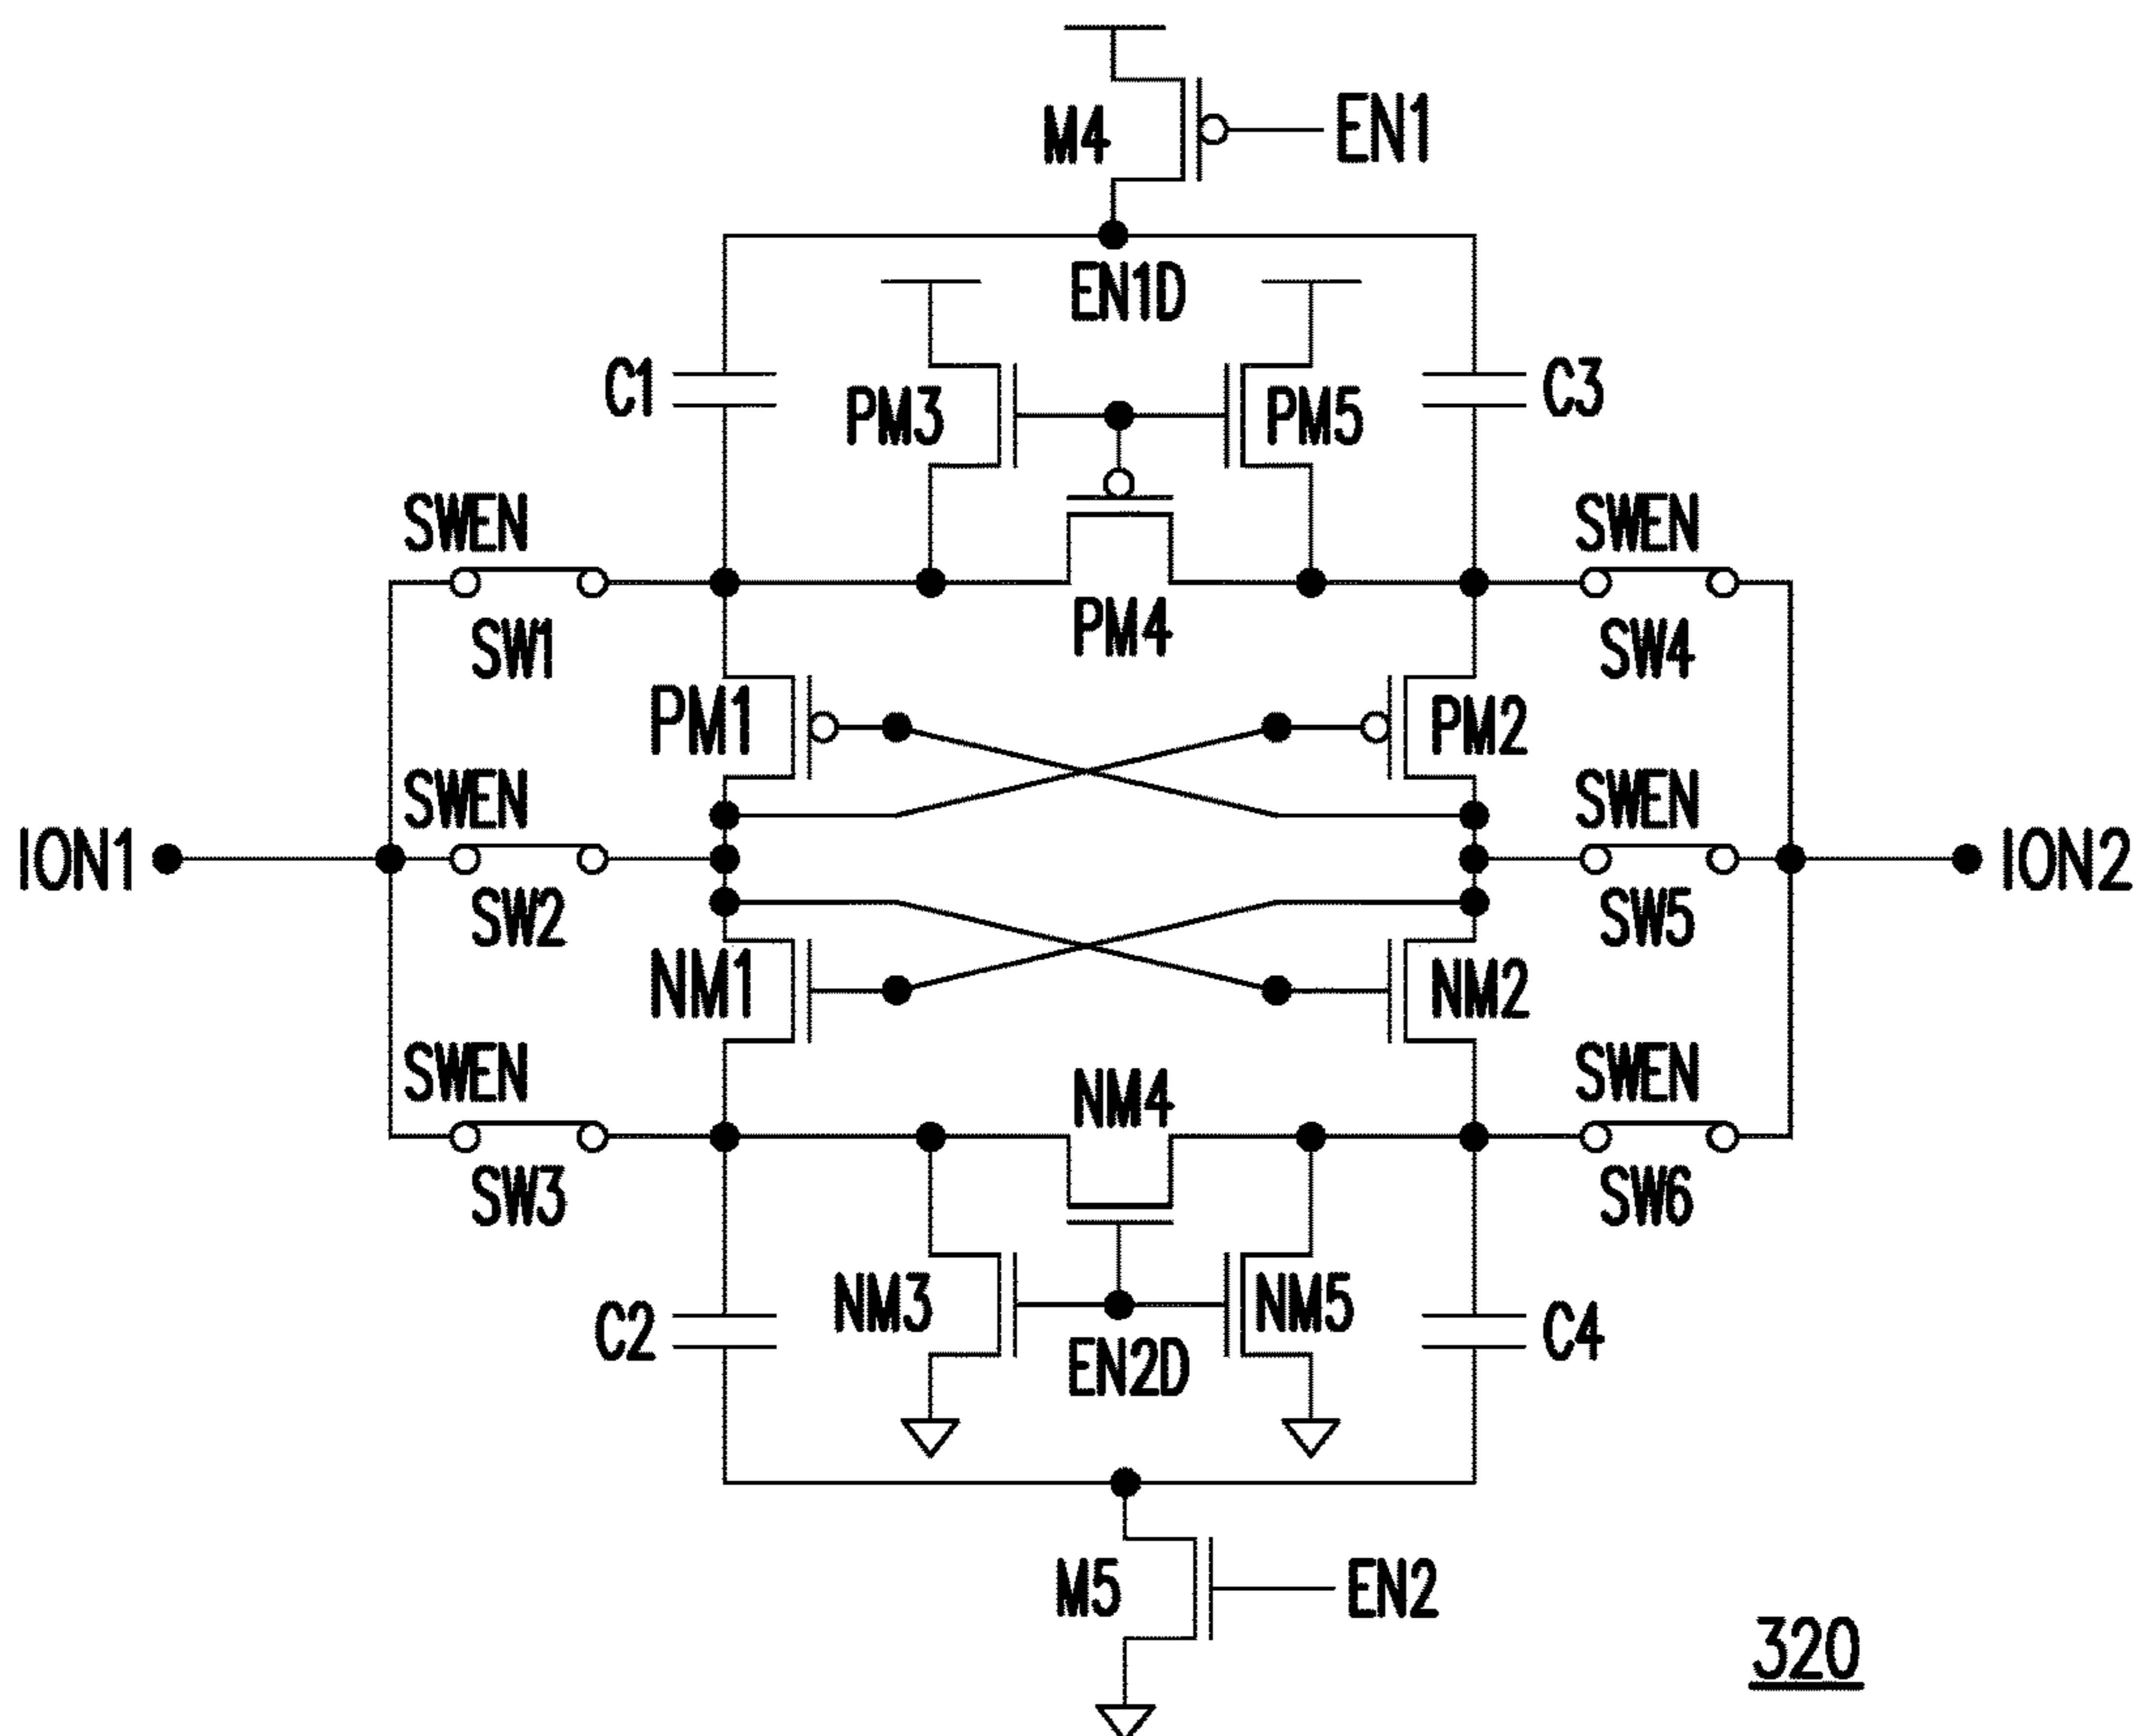 M4
EN1
EN1D
C1
PM3
PM5
C3
SWEN
SWEN
SW1
PM4
SW4
PM1
PM2
SWEN
SWEN
ION1
ION2
SW2
SW5
NM1
NM2
SWEN
NM4
SWEN
SW3
SW6
C2
NM3
NM5
C4
EN2D
M5
EN2
320